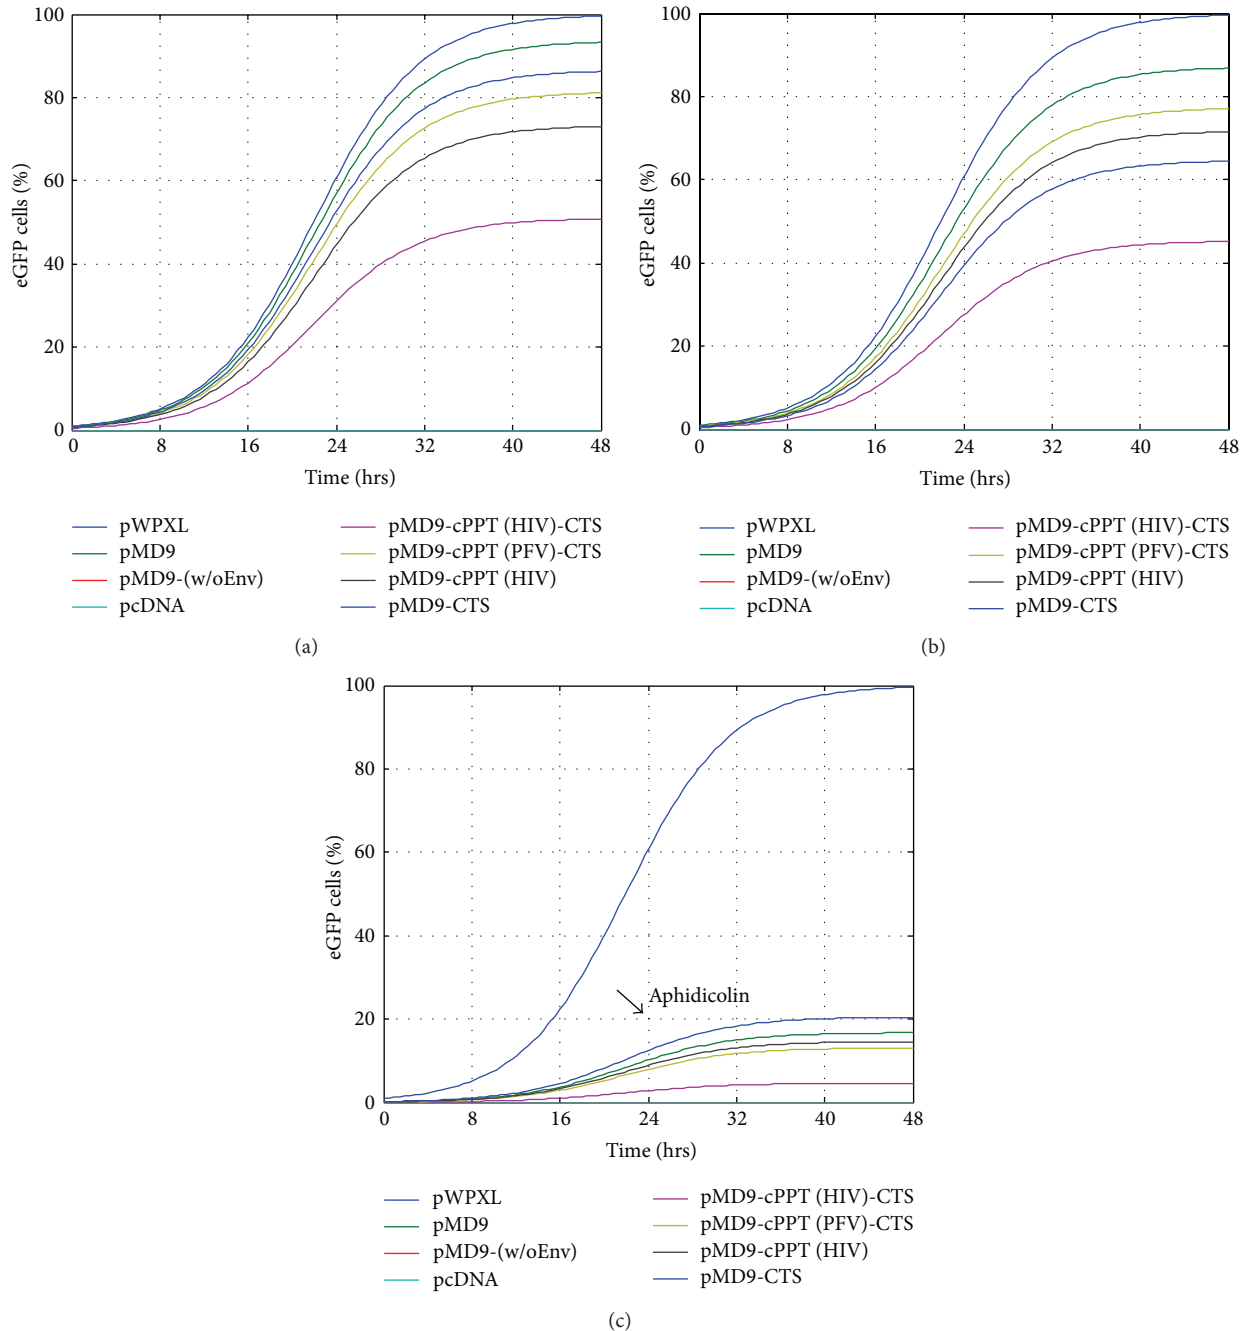 100
80
60
40
20
0
eGFP cells (%)
0 8 16 24 32 40 48
Time (hrs)
pWPXL
pMD9
pMD9-(w/oEnv)
pcDNA
pMD9-cPPT (HIV)-CTS
pMD9-cPPT (PFV)-CTS
pMD9-cPPT (HIV)
pMD9-CTS
(a)
100
80
60
40
20
0
eGFP cells (%)
0 8 16 24 32 40 48
Time (hrs)
pWPXL
pMD9
pMD9-(w/oEnv)
pcDNA
pMD9-cPPT (HIV)-CTS
pMD9-cPPT (PFV)-CTS
pMD9-cPPT (HIV)
pMD9-CTS
(b)
100
80
60
40
20
0
eGFP cells (%)
Aphidicolin
0 8 16 24 32 40 48
Time (hrs)
pWPXL
pMD9
pMD9-(w/oEnv)
pcDNA
pMD9-cPPT (HIV)-CTS
pMD9-cPPT (PFV)-CTS
pMD9-cPPT (HIV)
pMD9-CTS
(c)